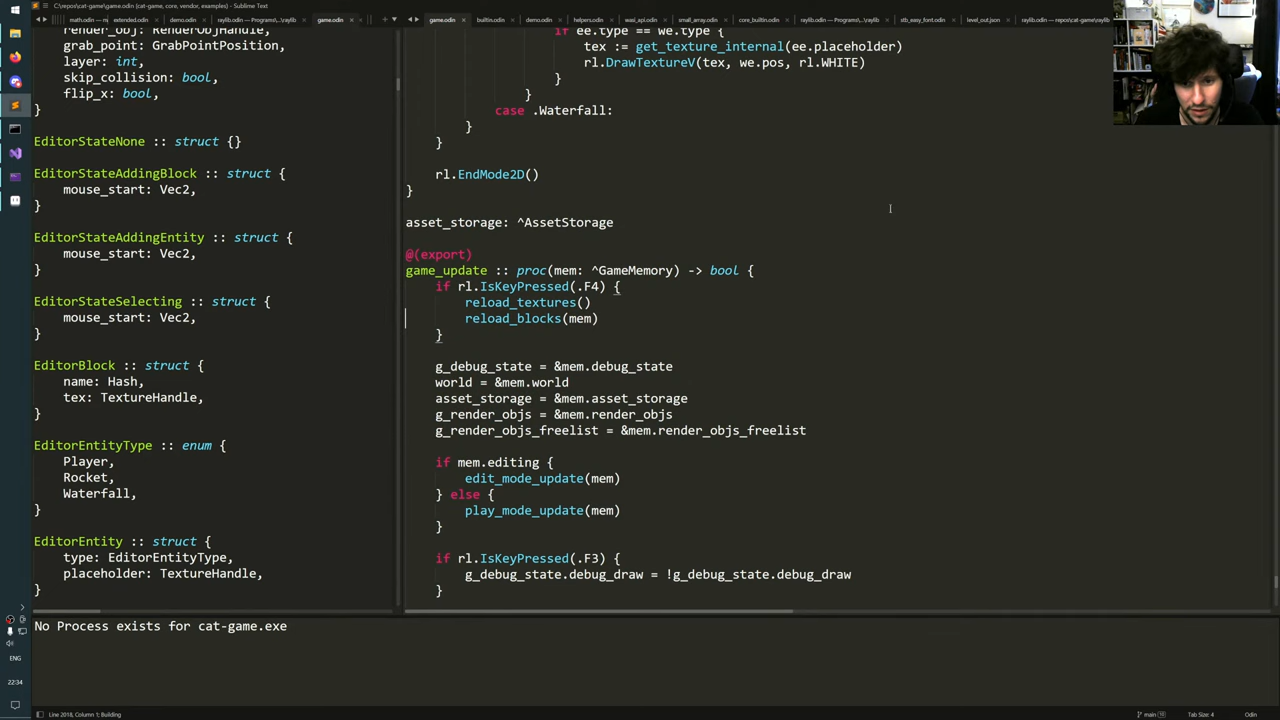 C:\repos\cat-game\game.odin (cat-game, core, vendor, examples) - Sublime Text
math.odin — m
extended.odin
demo.odin
raylib.odin — Programs\raylib
game.odin
game.odin
builtin.odin
demo.odin
helpers.odin
wasi_api.odin
small_array.odin
core_builtin.odin
raylib.odin — Programs\...\raylib
stb_easy_font.odin
level_out.json
raylib.odin — repos\cat-game\raylib
render_obj: RenderObjHandle,
grab_point: GrabPointPosition,
layer: int,
skip_collision: bool,
flip_x: bool,
}
EditorStateNone :: struct {}
EditorStateAddingBlock :: struct {
mouse_start: Vec2,
}
EditorStateAddingEntity :: struct {
mouse_start: Vec2,
}
EditorStateSelecting :: struct {
mouse_start: Vec2,
}
EditorBlock :: struct {
name: Hash,
tex: TextureHandle,
}
EditorEntityType :: enum {
Player,
Rocket,
Waterfall,
}
EditorEntity :: struct {
type: EditorEntityType,
placeholder: TextureHandle,
}
if ee.type == we.type {
tex := get_texture_internal(ee.placeholder)
rl.DrawTextureV(tex, we.pos, rl.WHITE)
}
}
case .Waterfall:
}
}
rl.EndMode2D()
}
asset_storage: ^AssetStorage
@(export)
game_update :: proc(mem: ^GameMemory) -> bool {
if rl.IsKeyPressed(.F4) {
reload_textures()
reload_blocks(mem)
}
g_debug_state = &mem.debug_state
world = &mem.world
asset_storage = &mem.asset_storage
g_render_objs = &mem.render_objs
g_render_objs_freelist = &mem.render_objs_freelist
if mem.editing {
edit_mode_update(mem)
} else {
play_mode_update(mem)
}
if rl.IsKeyPressed(.F3) {
g_debug_state.debug_draw = !g_debug_state.debug_draw
}
No Process exists for cat-game.exe
ENG
22:34
Line 2018, Column 1; Building
main
Tab Size: 4
Odin